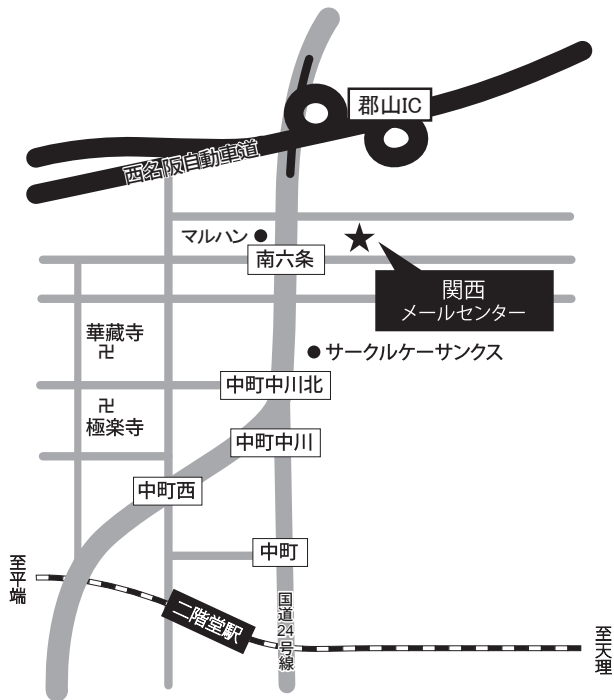 郡山IC
西名阪自動車道
マルハン
南六条
関西
メールセンター
華蔵寺
卍
サークルケーサンクス
中町中川北
卍
極楽寺
中町中川
中町西
中町
至平端
二階堂駅
国道24号線
至天理